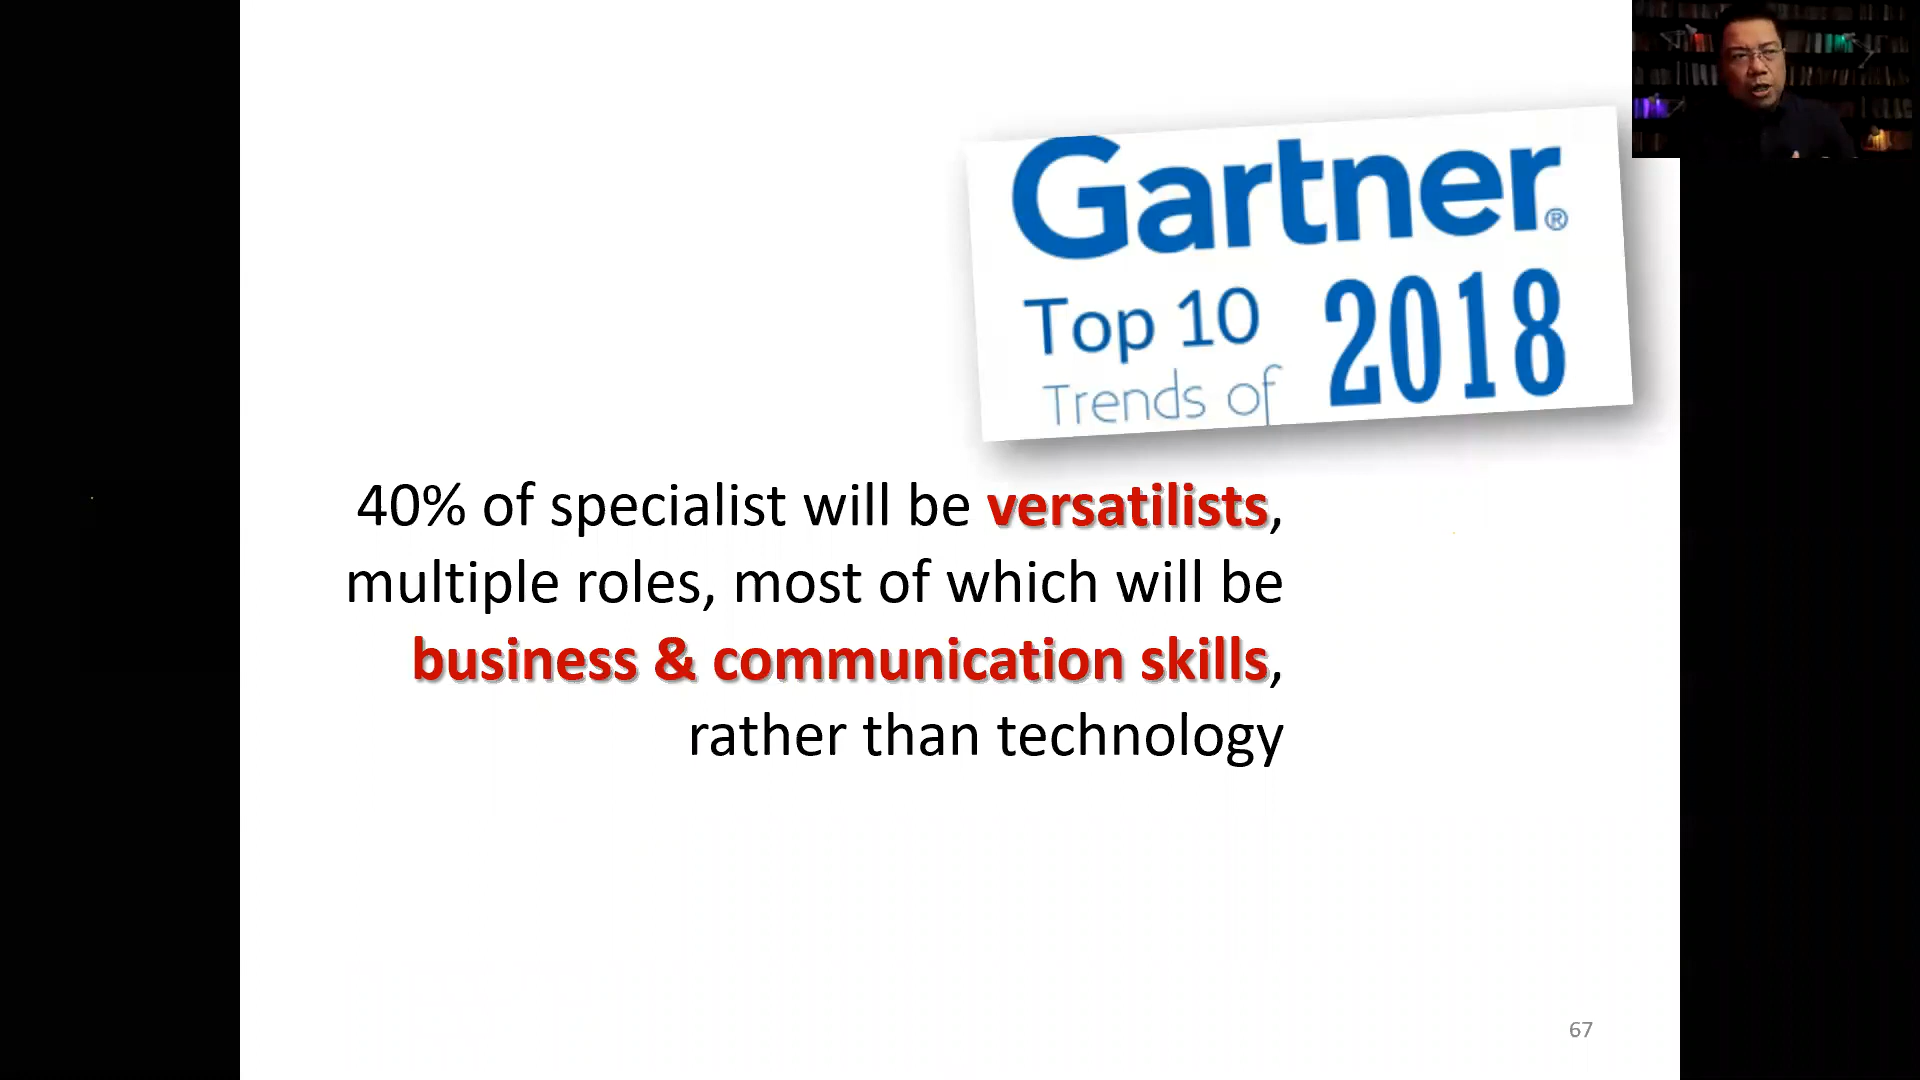 Gartner®
Top 10
Trends of 2018
40% of specialist will be versatilists,
multiple roles, most of which will be
business & communication skills,
rather than technology
67